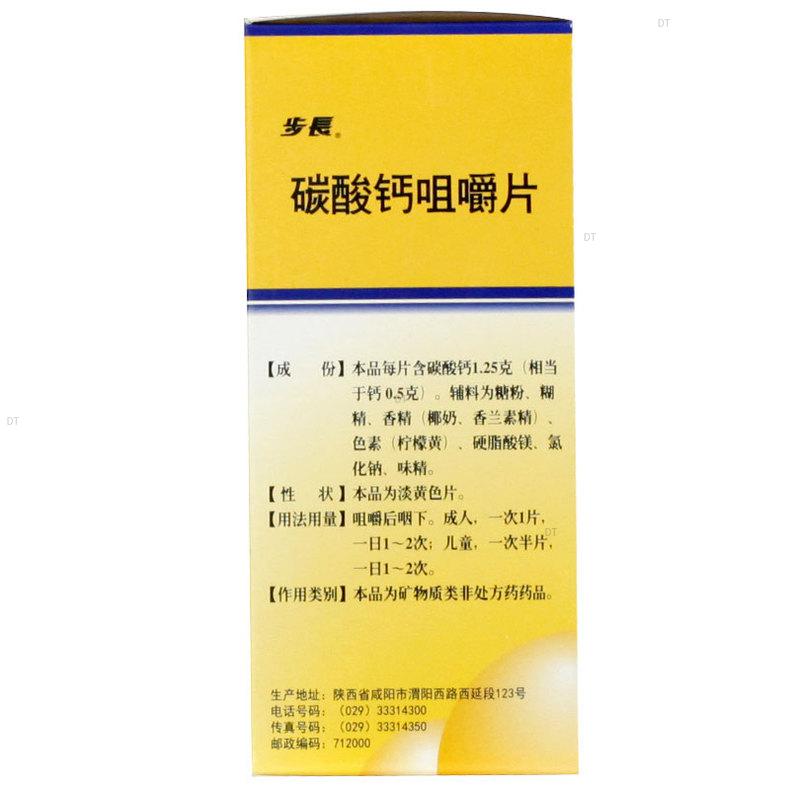 步長®
碳酸钙咀嚼片
【成　份】本品每片含碳酸钙1.25克（相当
于钙0.5克）。辅料为糖粉、糊
精、香精（椰奶、香兰素精）、
色素（柠檬黄）、硬脂酸镁、氯
化钠、味精。
【性　状】本品为淡黄色片。
【用法用量】咀嚼后咽下。成人，一次1片，
一日1～2次；儿童，一次半片，
一日1～2次。
【作用类别】本品为矿物质类非处方药药品。
生产地址：陕西省咸阳市渭阳西路西延段123号
电话号码：（029）33314300
传真号码：（029）33314350
邮政编码：712000
DT
DT
DT
DT
DT